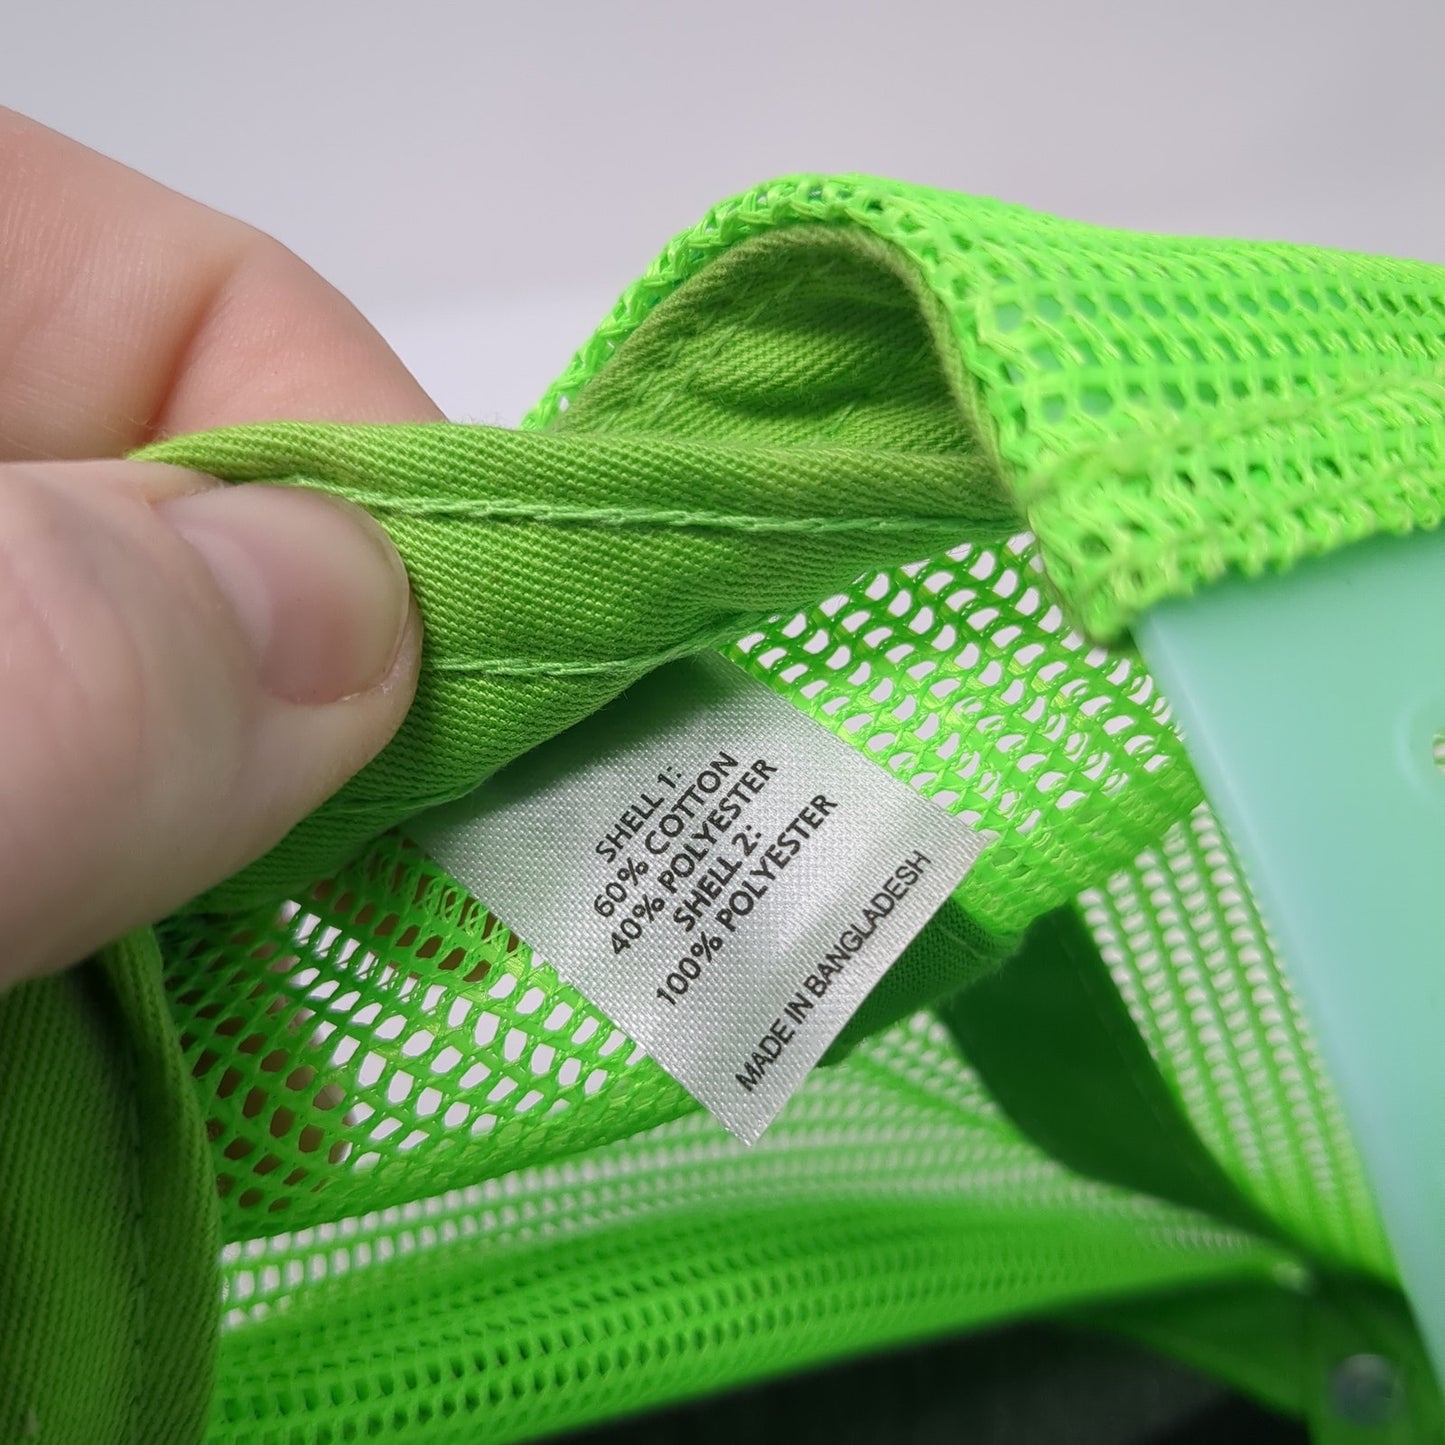 SHELL 1:
60% COTTON
40% POLYESTER
SHELL 2:
100% POLYESTER
MADE IN BANGLADESH